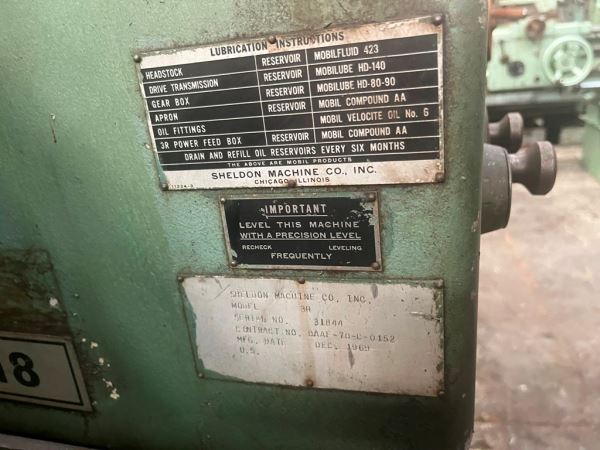 LUBRICATION INSTRUCTIONS
HEADSTOCK RESERVOIR MOBILFLUID 423
DRIVE TRANSMISSION RESERVOIR MOBILUBE HD-140
GEAR BOX RESERVOIR MOBILUBE HD-80-90
APRON RESERVOIR MOBIL COMPOUND AA
OIL FITTINGS MOBIL VELOCITE OIL No. 6
3R POWER FEED BOX RESERVOIR MOBIL COMPOUND AA
DRAIN AND REFILL OIL RESERVOIRS EVERY SIX MONTHS
THE ABOVE ARE MOBIL PRODUCTS
SHELDON MACHINE CO., INC.
CHICAGO, ILLINOIS
IMPORTANT
LEVEL THIS MACHINE
WITH A PRECISION LEVEL
RECHECK LEVELING
FREQUENTLY
SHELDON MACHINE CO, INC.
MODEL 3R
SERIAL NO. 31844
CONTRACT NO. DAAF-70-C-0152
MFG. DATE DEC. 1969
U.S.
18